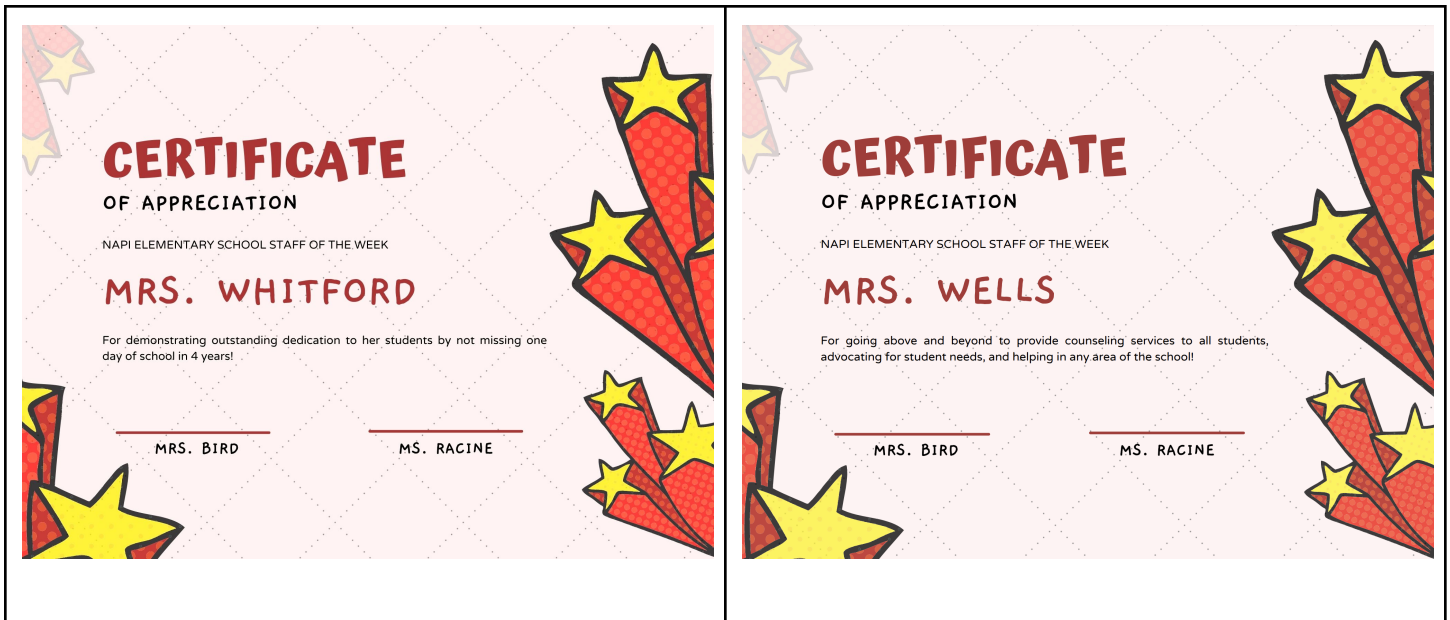 CERTIFICATE
OF APPRECIATION
NAPI ELEMENTARY SCHOOL STAFF OF THE WEEK
MRS. WHITFORD
For demonstrating outstanding dedication to her students by not missing one
day of school in 4 years!
MRS. BIRD
MS. RACINE
CERTIFICATE
OF APPRECIATION
NAPI ELEMENTARY SCHOOL STAFF OF THE WEEK
MRS. WELLS
For going above and beyond to provide counseling services to all students,
advocating for student needs, and helping in any area of the school!
MRS. BIRD
MS. RACINE